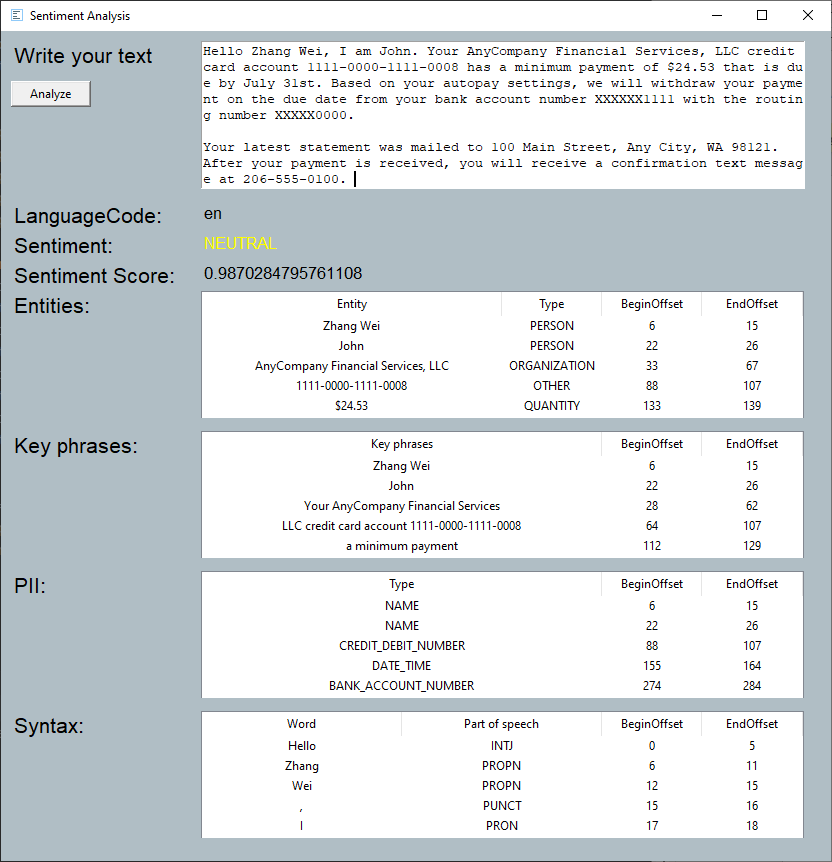 Sentiment Analysis
Write your text
Analyze
Hello Zhang Wei, I am John. Your AnyCompany Financial Services, LLC credit
card account 1111-0000-1111-0008 has a minimum payment of $24.53 that is du
e by July 31st. Based on your autopay settings, we will withdraw your payme
nt on the due date from your bank account number XXXXXX1111 with the routin
g number XXXXX0000.
Your latest statement was mailed to 100 Main Street, Any City, WA 98121.
After your payment is received, you will receive a confirmation text messag
e at 206-555-0100.
LanguageCode: en
Sentiment: NEUTRAL
Sentiment Score: 0.9870284795761108
Entities:
Entity Type BeginOffset EndOffset
Zhang Wei PERSON 6 15
John PERSON 22 26
AnyCompany Financial Services, LLC ORGANIZATION 33 67
1111-0000-1111-0008 OTHER 88 107
$24.53 QUANTITY 133 139
Key phrases:
Key phrases BeginOffset EndOffset
Zhang Wei 6 15
John 22 26
Your AnyCompany Financial Services 28 62
LLC credit card account 1111-0000-1111-0008 64 107
a minimum payment 112 129
PII:
Type BeginOffset EndOffset
NAME 6 15
NAME 22 26
CREDIT_DEBIT_NUMBER 88 107
DATE_TIME 155 164
BANK_ACCOUNT_NUMBER 274 284
Syntax:
Word Part of speech BeginOffset EndOffset
Hello INTJ 0 5
Zhang PROPN 6 11
Wei PROPN 12 15
, PUNCT 15 16
I PRON 17 18